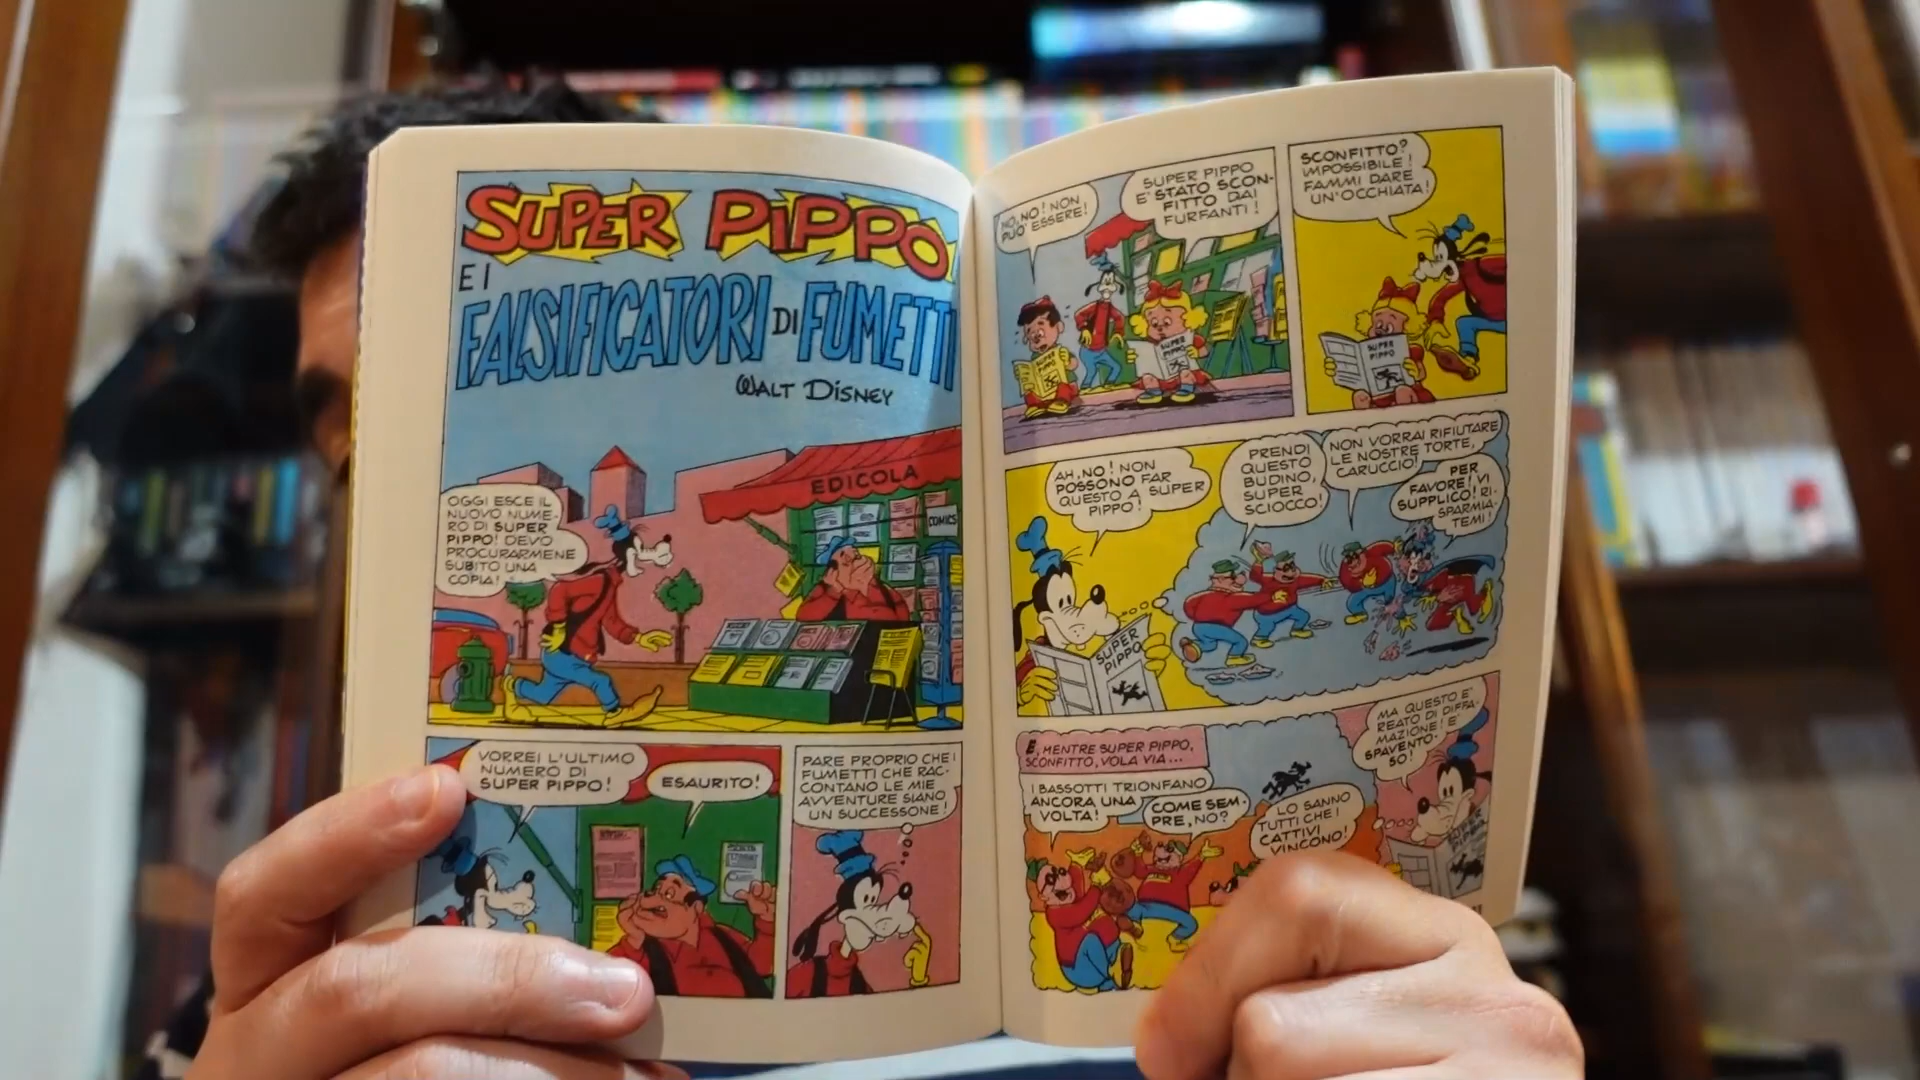 SUPER PIPPO
E I
FALSIFICATORI DI FUMETTI
WALT DISNEY
EDICOLA
COMICS
OGGI ESCE IL
NUOVO NUME-
RO DI SUPER
PIPPO! DEVO
PROCURARMENE
SUBITO UNA
COPIA!
VORREI L'ULTIMO
NUMERO DI
SUPER PIPPO!
ESAURITO!
PARE PROPRIO CHE I
FUMETTI CHE RAC-
CONTANO LE MIE
AVVENTURE SIANO
UN SUCCESSONE!
NO, NO! NON
PUO' ESSERE!
SUPER PIPPO
E' STATO SCON-
FITTO DAI
FURFANTI!
SUPER
PIPPO
SUPER
PIPPO
SCONFITTO?
IMPOSSIBILE!
FAMMI DARE
UN'OCCHIATA!
SUPER
PIPPO
AH, NO! NON
POSSONO FAR
QUESTO A SUPER
PIPPO!
SUPER
PIPPO
PRENDI
QUESTO
BUDINO,
SUPER
SCIOCCO!
NON VORRAI RIFIUTARE
LE NOSTRE TORTE,
CARUCCIO!
PER
FAVORE! VI
SUPPLICO! RI-
SPARMIA-
TEMI!
E, MENTRE SUPER PIPPO,
SCONFITTO, VOLA VIA...
I BASSOTTI TRIONFANO
ANCORA UNA
VOLTA!
COME SEM-
PRE, NO?
LO SANNO
TUTTI CHE I
CATTIVI
VINCONO!
MA QUESTO E'
REATO DI DIFFA-
MAZIONE! E'
SPAVENTO-
SO!
SUPER
PIPPO